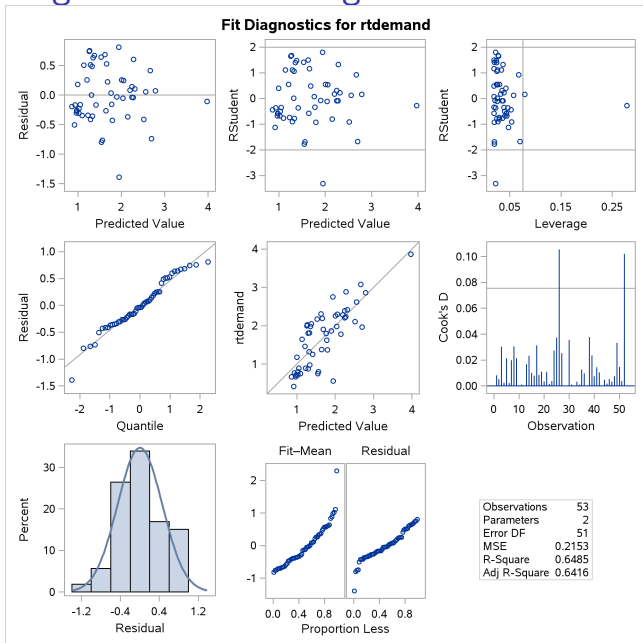 Fit Diagnostics for rtdemand
0.5
0.0
-0.5
-1.0
-1.5
Residual
1 2 3 4
Predicted Value
2
1
0
-1
-2
-3
RStudent
1 2 3 4
Predicted Value
2
1
0
-1
-2
-3
RStudent
0.05 0.15 0.25
Leverage
1.0
0.5
0.0
-0.5
-1.0
-1.5
Residual
-2 -1 0 1 2
Quantile
4
3
2
1
rtdemand
1 2 3 4
Predicted Value
0.10
0.08
0.06
0.04
0.02
0.00
Cook's D
0 10 20 30 40 50
Observation
30
20
10
0
Percent
-1.2 -0.4 0.4 1.2
Residual
Fit–Mean Residual
2
1
0
-1
0.0 0.4 0.8 0.0 0.4 0.8
Proportion Less
Observations 53
Parameters 2
Error DF 51
MSE 0.2153
R-Square 0.6485
Adj R-Square 0.6416